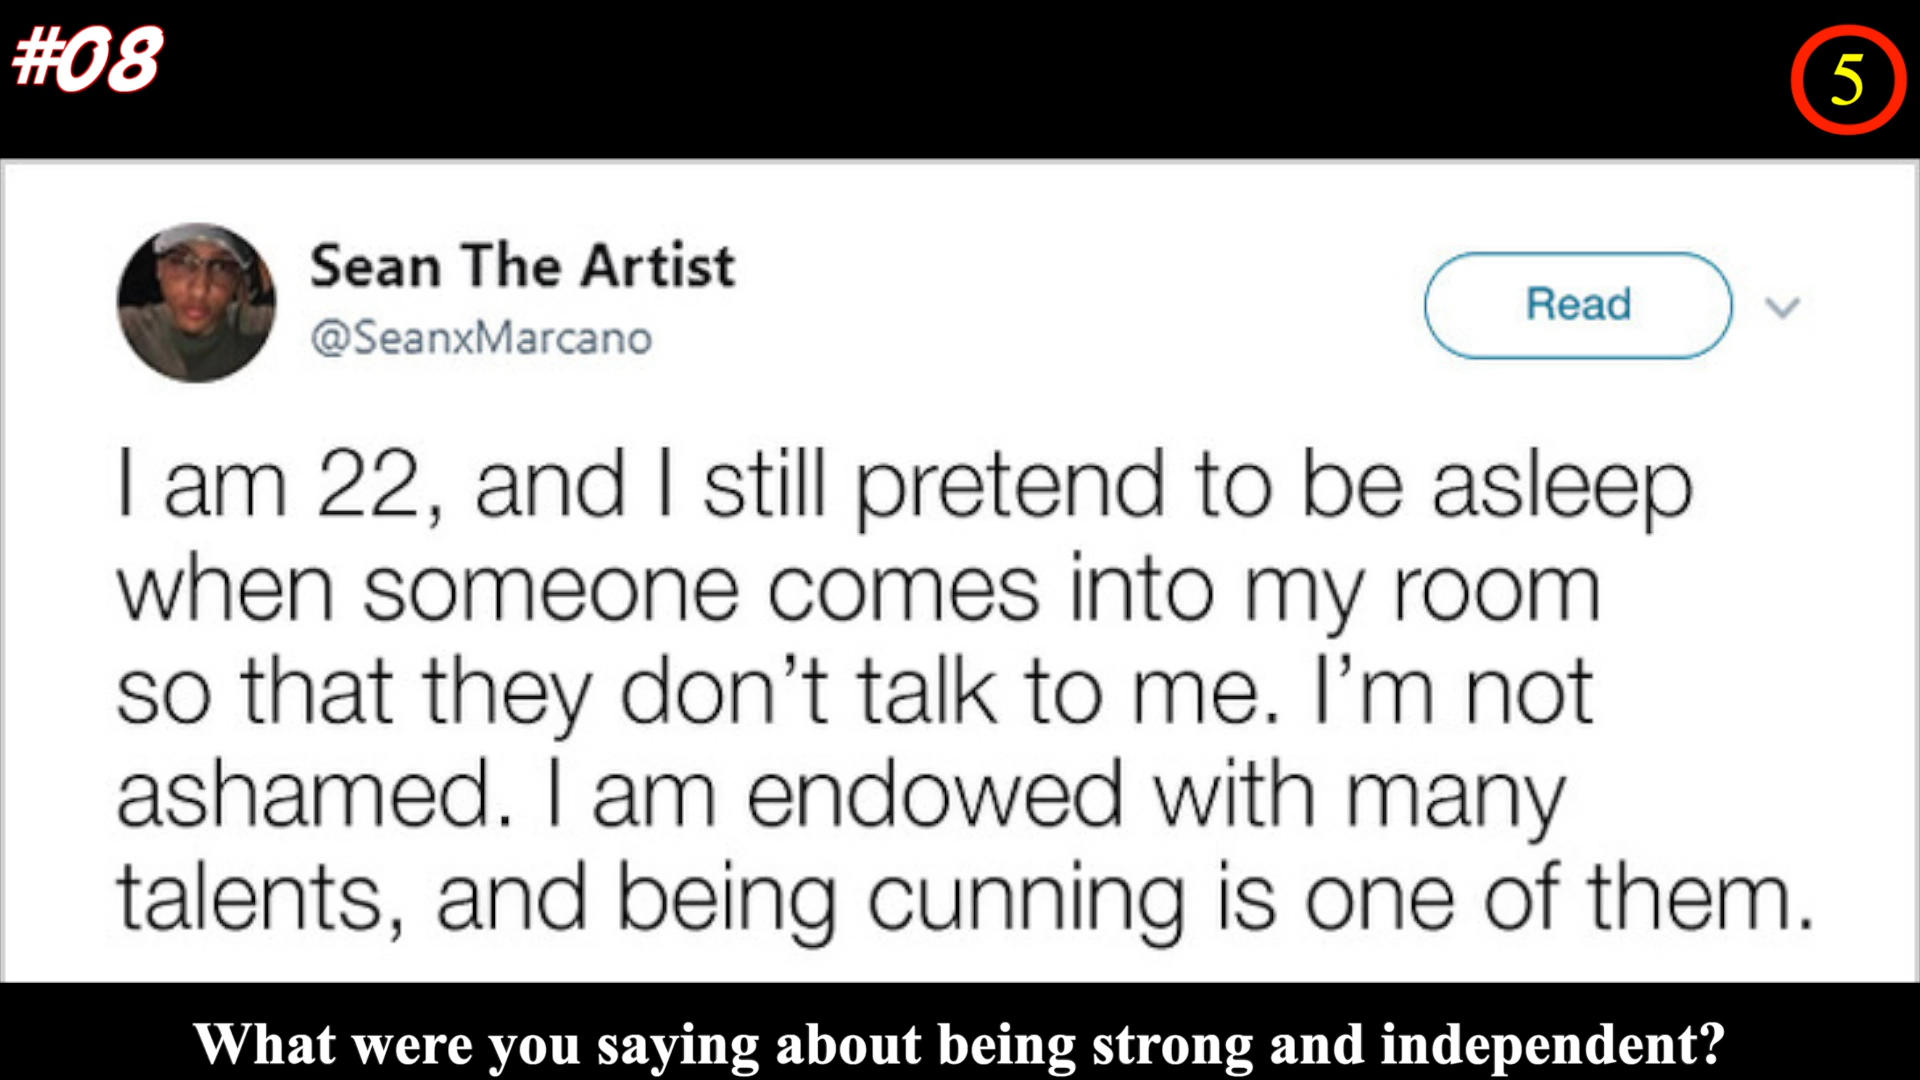 #08
5
Sean The Artist
@SeanxMarcano
Read
I am 22, and I still pretend to be asleep
when someone comes into my room
so that they don’t talk to me. I’m not
ashamed. I am endowed with many
talents, and being cunning is one of them.
What were you saying about being strong and independent?